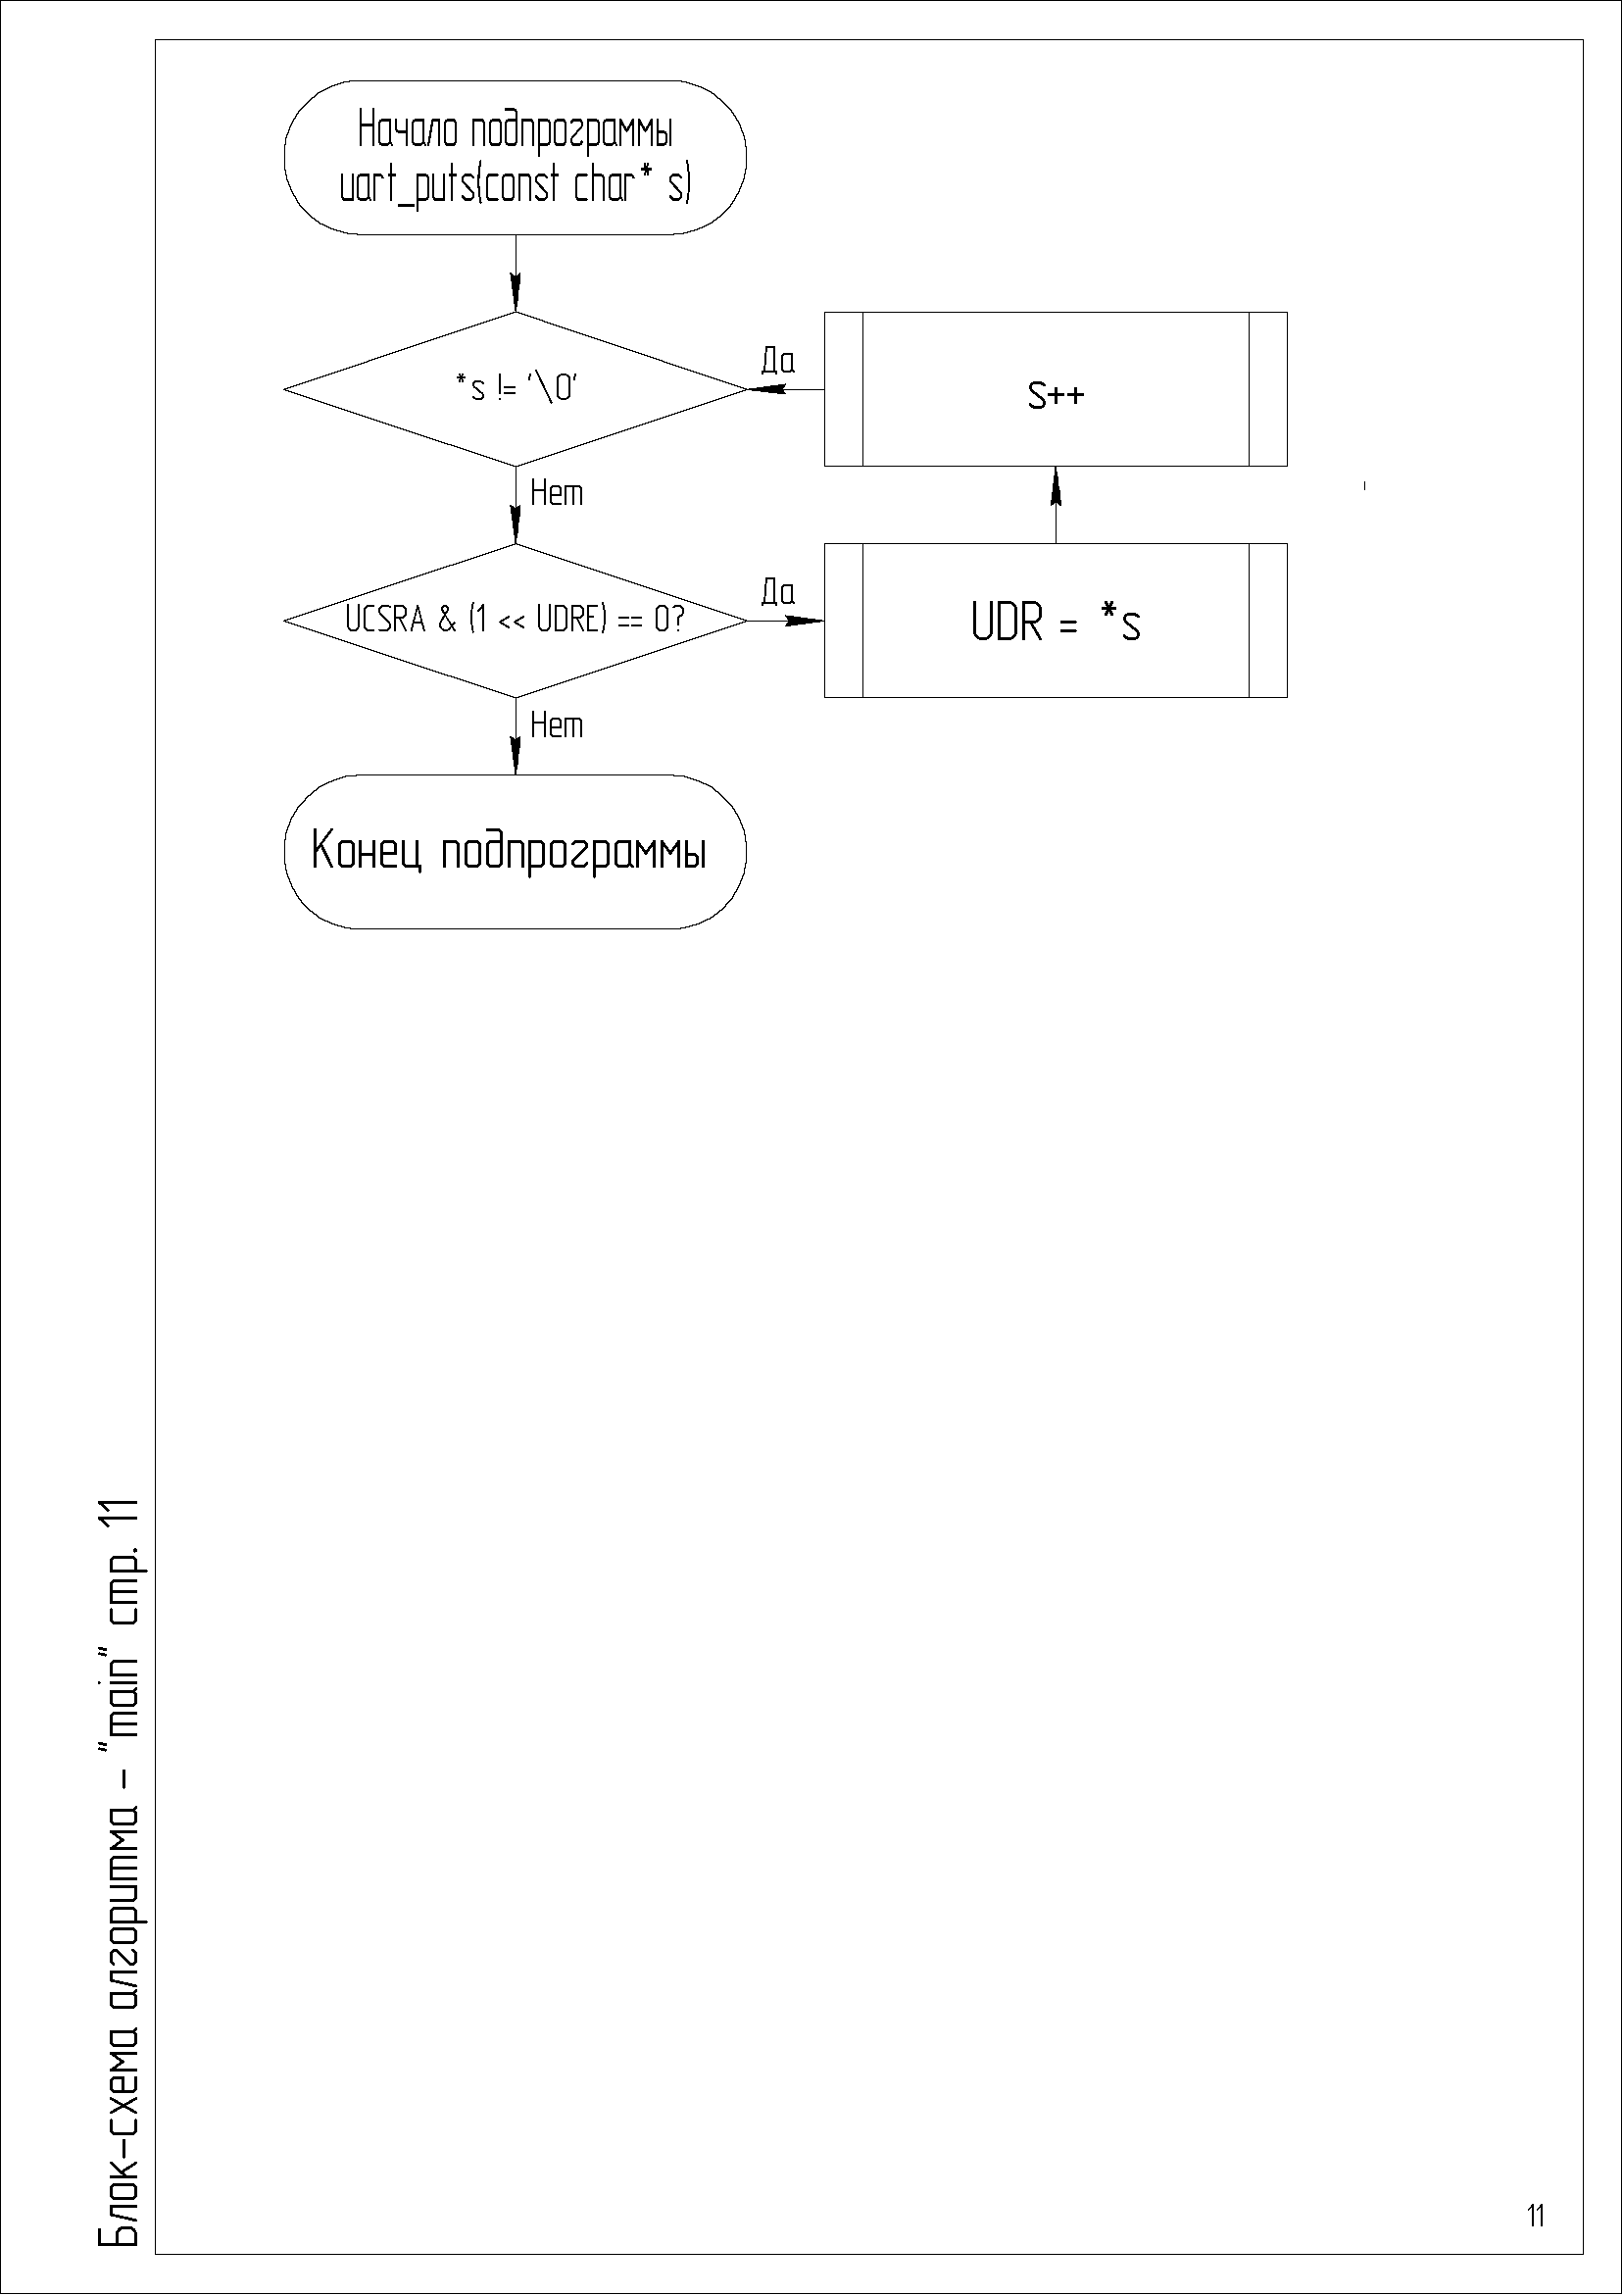 Начало подпрограммы
uart_puts(const char* s)
*s != '\0'
Да
s++
Нет
UCSRA & (1 << UDRE) == 0?
Да
UDR = *s
Нет
Конец подпрограммы
Блок-схема алгоритма - "main" стр. 11
11